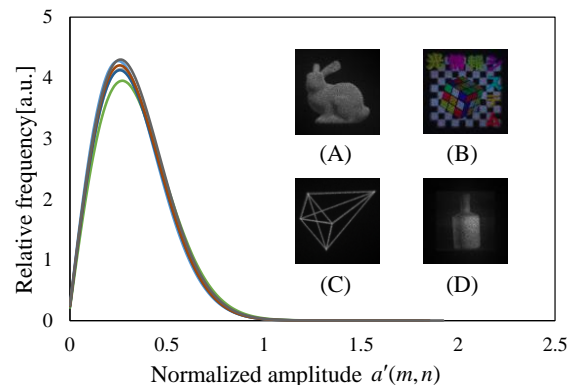 Relative frequency[a.u.]
5
4
3
2
1
0
(A)
(B)
(C)
(D)
0
0.5
1
1.5
2
2.5
Normalized amplitude a′(m,n)